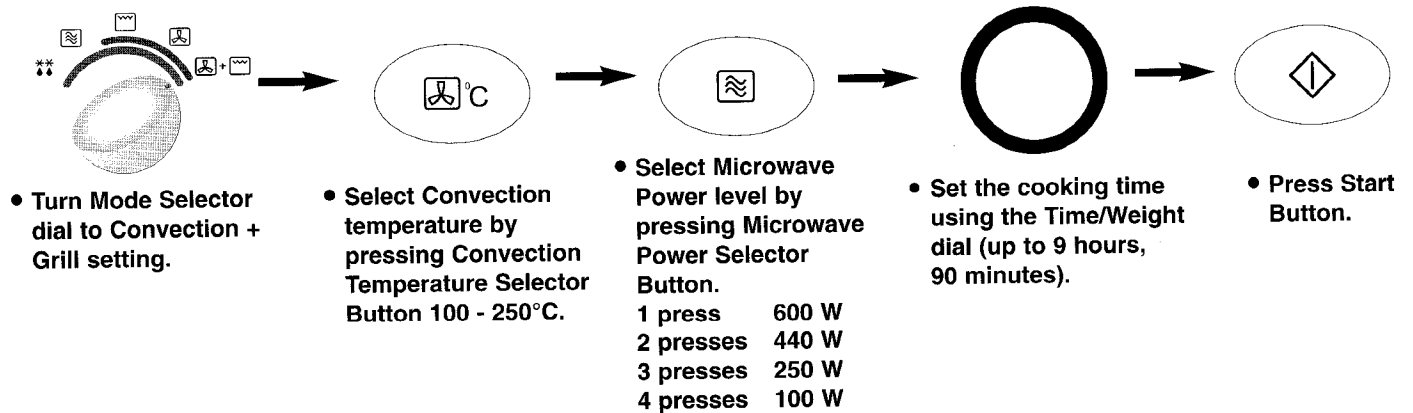 +
°C
• Turn Mode Selector
dial to Convection +
Grill setting.
• Select Convection
temperature by
pressing Convection
Temperature Selector
Button 100 - 250°C.
• Select Microwave
Power level by
pressing Microwave
Power Selector
Button.
1 press 600 W
2 presses 440 W
3 presses 250 W
4 presses 100 W
• Set the cooking time
using the Time/Weight
dial (up to 9 hours,
90 minutes).
• Press Start
Button.